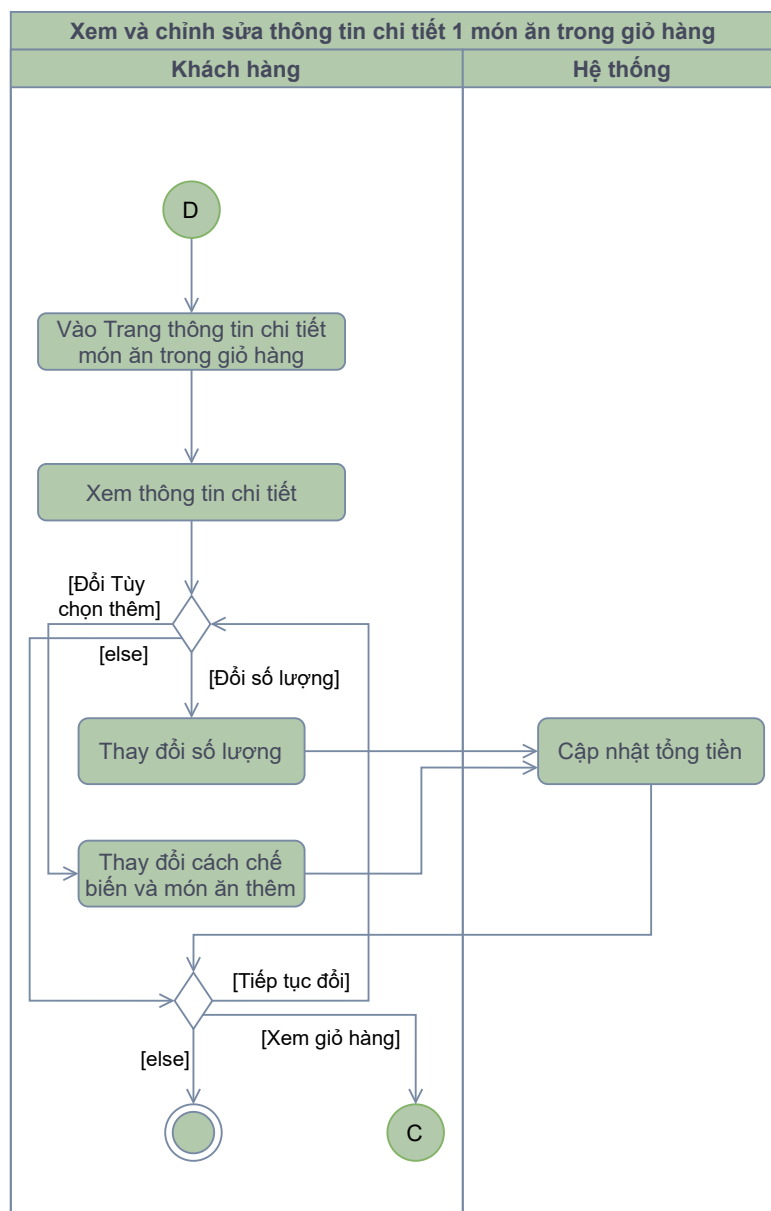 Xem và chỉnh sửa thông tin chi tiết 1 món ăn trong giỏ hàng
Khách hàng
Hệ thống
D
Vào Trang thông tin chi tiết
món ăn trong giỏ hàng
Xem thông tin chi tiết
[Đổi Tùy
chọn thêm]
[else]
[Đổi số lượng]
Thay đổi số lượng
Cập nhật tổng tiền
Thay đổi cách chế
biến và món ăn thêm
[Tiếp tục đổi]
[Xem giỏ hàng]
[else]
C